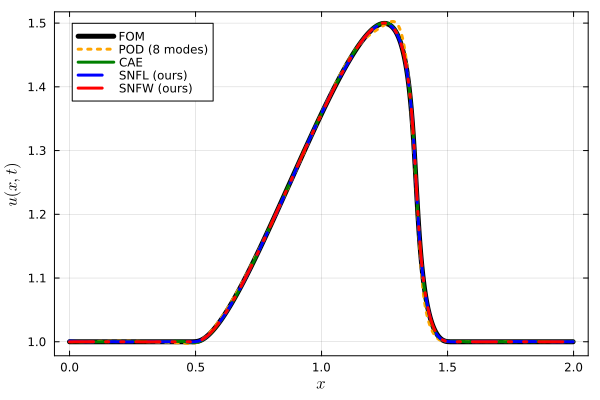 1.5
1.4
1.3
1.2
1.1
1.0
u(x, t)
FOM
POD (8 modes)
CAE
SNFL (ours)
SNFW (ours)
0.0 0.5 1.0 1.5 2.0
x